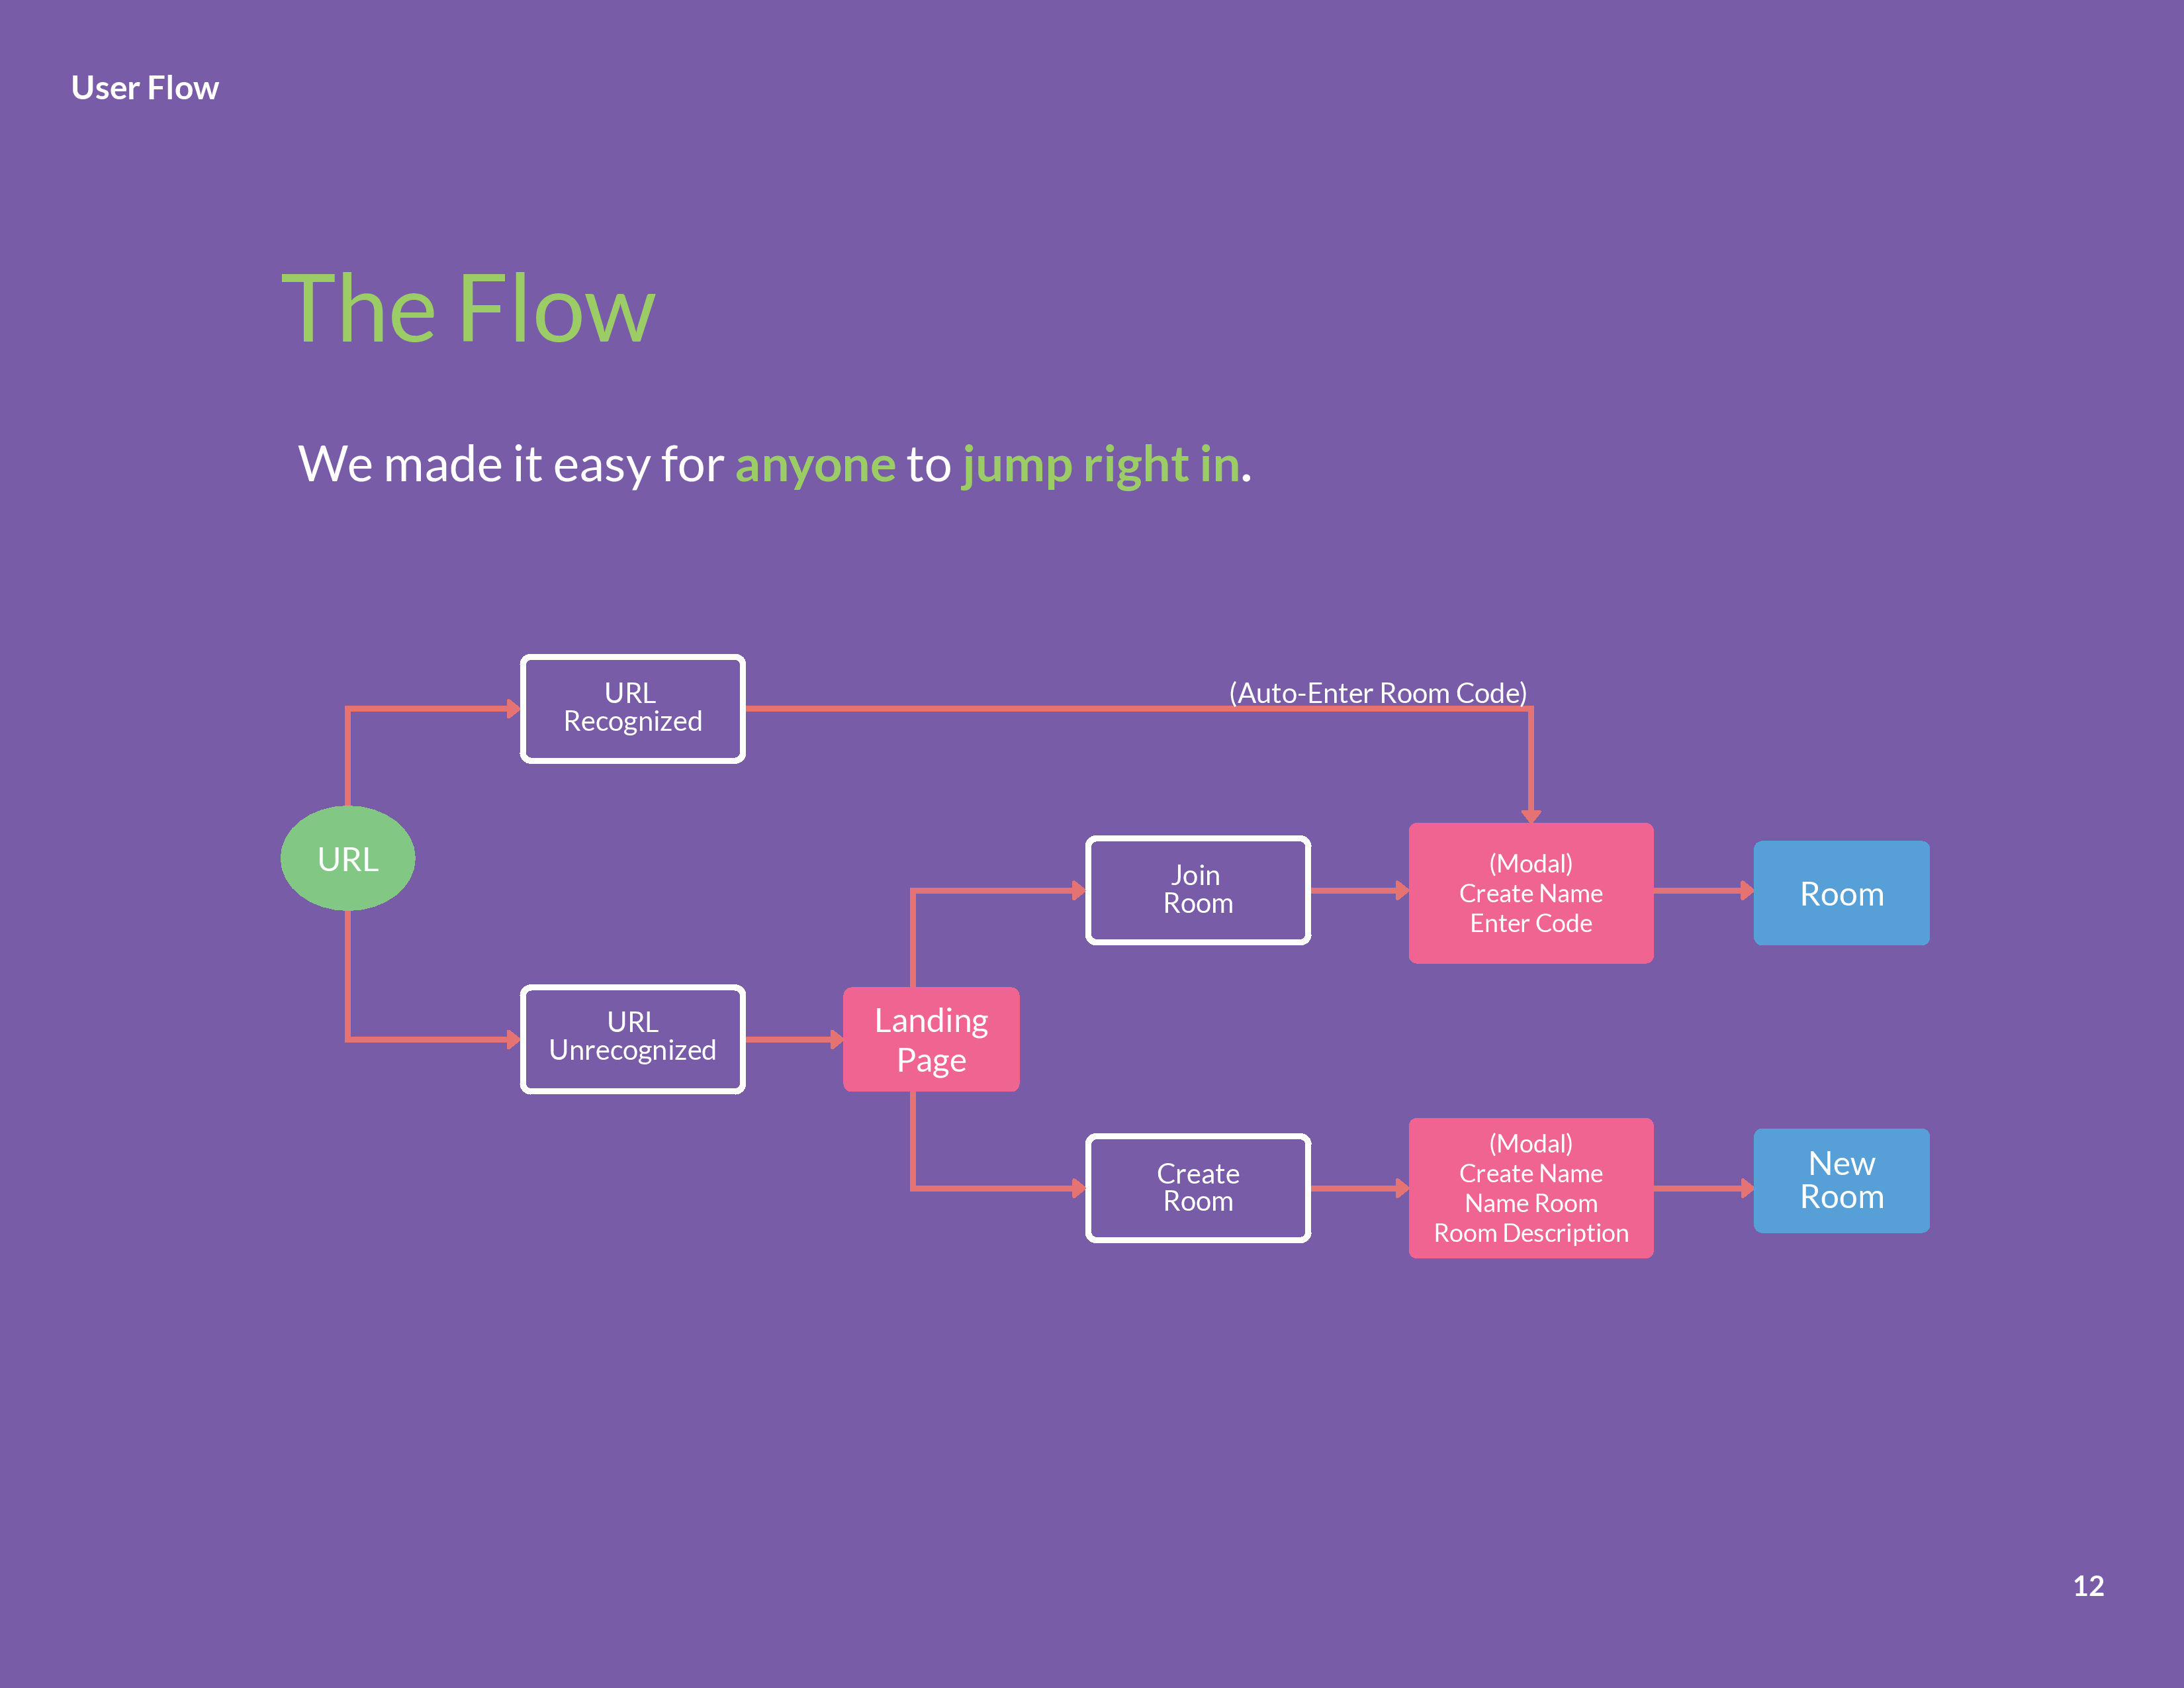 User Flow
The Flow
We made it easy for anyone to jump right in.
URL
Recognized
(Auto-Enter Room Code)
URL
Join
Room
(Modal)
Create Name
Enter Code
Room
URL
Unrecognized
Landing
Page
Create
Room
(Modal)
Create Name
Name Room
Room Description
New
Room
12